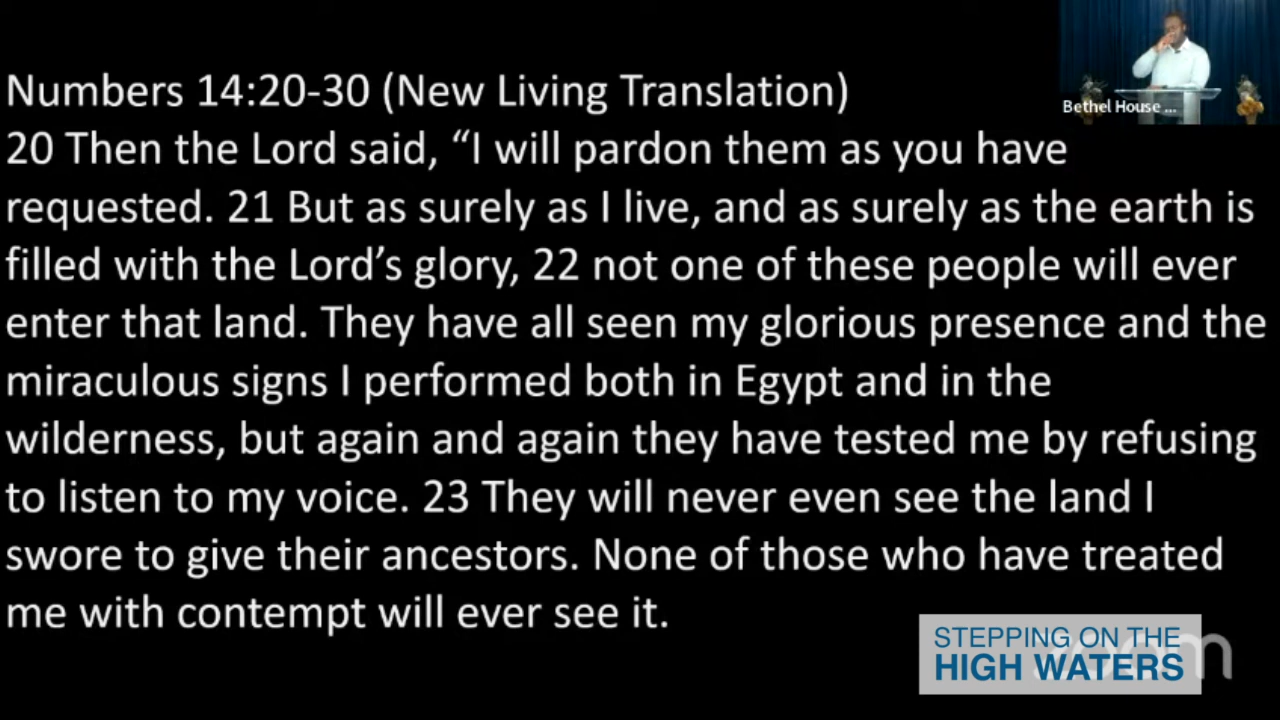 Numbers 14:20-30 (New Living Translation)
20 Then the Lord said, “I will pardon them as you have
requested. 21 But as surely as I live, and as surely as the earth is
filled with the Lord’s glory, 22 not one of these people will ever
enter that land. They have all seen my glorious presence and the
miraculous signs I performed both in Egypt and in the
wilderness, but again and again they have tested me by refusing
to listen to my voice. 23 They will never even see the land I
swore to give their ancestors. None of those who have treated
me with contempt will ever see it.
Bethel House ...
STEPPING ON THE
HIGH WATERS